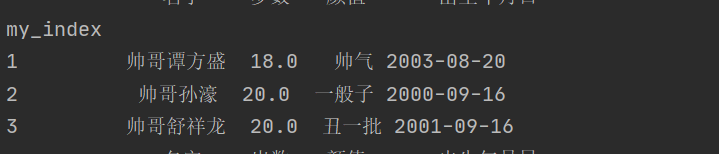 my_index
1 帅哥谭方盛 18.0 帅气 2003-08-20
2 帅哥孙濠 20.0 一般子 2000-09-16
3 帅哥舒祥龙 20.0 丑一批 2001-09-16